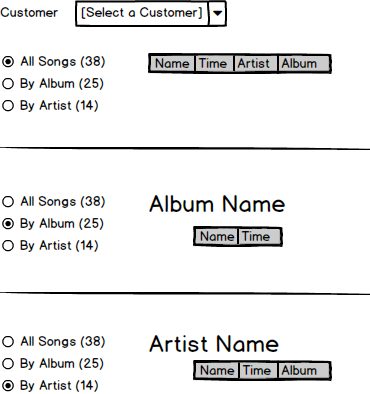 Customer [Select a Customer]
All Songs (38)
Name Time Artist Album
By Album (25)
By Artist (14)
All Songs (38)
Album Name
By Album (25)
Name Time
By Artist (14)
All Songs (38)
Artist Name
By Album (25)
Name Time Album
By Artist (14)